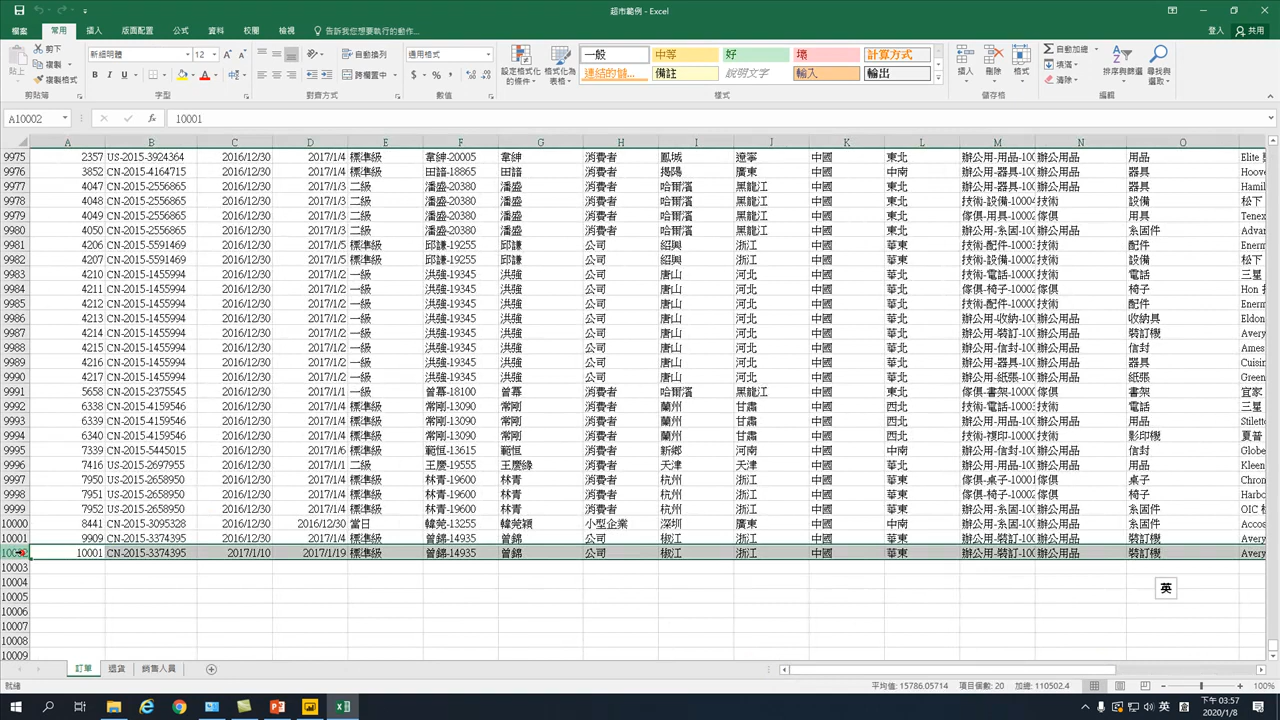 超市範例 - Excel
登入 共用
檔案 常用 插入 版面配置 公式 資料 校閱 檢視 告訴我您想要執行的動作...
貼上 剪下 複製 複製格式 新細明體 12 自動換列 跨欄置中 通用格式
設定格式化的條件 格式化為表格 一般 中等 好 壞 計算方式
備註 說明文字 輸入 輸出
插入 刪除 格式 自動加總 填滿 清除 排序與篩選 尋找與選取
剪貼簿 字型 對齊方式 數值 樣式 儲存格 編輯
A10002 10001
A B C D E F G H I J K L M N O
9975 2357 US-2015-3924364 2016/12/30 2017/1/4 標準級 韋紳-20005 韋紳 消費者 鳳城 遼寧 中國 東北 辦公用-用品-100 辦公用品 用品 Elite
9976 3852 CN-2015-4164715 2016/12/30 2017/1/4 標準級 田諳-18865 田諳 消費者 揭陽 廣東 中國 中南 辦公用-器具-100 辦公用品 器具 Hoove
9977 4047 CN-2015-2556865 2016/12/30 2017/1/3 二級 潘盛-20380 潘盛 消費者 哈爾濱 黑龍江 中國 東北 辦公用-器具-100 辦公用品 器具 Hamil
9978 4048 CN-2015-2556865 2016/12/30 2017/1/3 二級 潘盛-20380 潘盛 消費者 哈爾濱 黑龍江 中國 東北 技術-設備-10004 技術 設備 松下
9979 4049 CN-2015-2556865 2016/12/30 2017/1/3 二級 潘盛-20380 潘盛 消費者 哈爾濱 黑龍江 中國 東北 傢俱-用具-10002 傢俱 用具 Tenex
9980 4050 CN-2015-2556865 2016/12/30 2017/1/3 二級 潘盛-20380 潘盛 消費者 哈爾濱 黑龍江 中國 東北 辦公用-系固-100 辦公用品 系固件 Advan
9981 4206 CN-2015-5591469 2016/12/30 2017/1/5 標準級 邱謙-19255 邱謙 公司 紹興 浙江 中國 華東 技術-配件-10003 技術 配件 Enerm
9982 4207 CN-2015-5591469 2016/12/30 2017/1/5 標準級 邱謙-19255 邱謙 公司 紹興 浙江 中國 華東 技術-設備-10001 技術 設備 松下
9983 4210 CN-2015-1455994 2016/12/30 2017/1/2 一級 洪強-19345 洪強 公司 唐山 河北 中國 華北 技術-電話-10000 技術 電話 三星
9984 4211 CN-2015-1455994 2016/12/30 2017/1/2 一級 洪強-19345 洪強 公司 唐山 河北 中國 華北 傢俱-椅子-10000 傢俱 椅子 Hon
9985 4212 CN-2015-1455994 2016/12/30 2017/1/2 一級 洪強-19345 洪強 公司 唐山 河北 中國 華北 技術-配件-10002 技術 配件 Enerm
9986 4213 CN-2015-1455994 2016/12/30 2017/1/2 一級 洪強-19345 洪強 公司 唐山 河北 中國 華北 辦公用-收納-100 辦公用品 收納具 Eldon
9987 4214 CN-2015-1455994 2016/12/30 2017/1/2 一級 洪強-19345 洪強 公司 唐山 河北 中國 華北 辦公用-裝訂-100 辦公用品 裝訂機 Avery
9988 4215 CN-2015-1455994 2016/12/30 2017/1/2 一級 洪強-19345 洪強 公司 唐山 河北 中國 華北 辦公用-信封-100 辦公用品 信封 Ames
9989 4216 CN-2015-1455994 2016/12/30 2017/1/2 一級 洪強-19345 洪強 公司 唐山 河北 中國 華北 辦公用-器具-100 辦公用品 器具 Cuisin
9990 4217 CN-2015-1455994 2016/12/30 2017/1/2 一級 洪強-19345 洪強 公司 唐山 河北 中國 華北 辦公用-紙張-100 辦公用品 紙張 Green
9991 5658 CN-2015-2375545 2016/12/30 2017/1/1 一級 曾幕-18100 曾幕 消費者 哈爾濱 黑龍江 中國 東北 傢俱-書架-1000 傢俱 書架 宜家
9992 6338 CN-2015-4159546 2016/12/30 2017/1/4 標準級 常剛-13090 常剛 消費者 蘭州 甘肅 中國 西北 技術-電話-1000 技術 電話 三星
9993 6339 CN-2015-4159546 2016/12/30 2017/1/4 標準級 常剛-13090 常剛 消費者 蘭州 甘肅 中國 西北 辦公用-用品-100 辦公用品 用品 Stilett
9994 6340 CN-2015-4159546 2016/12/30 2017/1/4 標準級 常剛-13090 常剛 消費者 蘭州 甘肅 中國 西北 技術-複印-1000 技術 影印機 夏普
9995 7339 CN-2015-5445015 2016/12/30 2017/1/6 標準級 範恒-13615 範恒 消費者 新鄉 河南 中國 中南 辦公用-信封-100 辦公用品 信封 Globe
9996 7416 US-2015-2697955 2016/12/30 2017/1/1 二級 王慶-19555 王慶緣 消費者 天津 天津 中國 華北 辦公用-用品-100 辦公用品 用品 Kleen
9997 7950 US-2015-2658950 2016/12/30 2017/1/4 標準級 林青-19600 林青 消費者 杭州 浙江 中國 華東 傢俱-桌子-1000 傢俱 桌子 Chron
9998 7951 US-2015-2658950 2016/12/30 2017/1/4 標準級 林青-19600 林青 消費者 杭州 浙江 中國 華東 傢俱-椅子-1000 傢俱 椅子 Harbo
9999 7952 US-2015-2658950 2016/12/30 2017/1/4 標準級 林青-19600 林青 消費者 杭州 浙江 中國 華東 辦公用-系固-100 辦公用品 系固件 OIC
10000 8441 CN-2015-3095328 2016/12/30 2016/12/30 當日 韓莞-13255 韓莞穎 小型企業 深圳 廣東 中國 中南 辦公用-系固-100 辦公用品 系固件 Accos
10001 9909 CN-2015-3374395 2016/12/30 2017/1/4 標準級 曾錦-14935 曾錦 公司 椒江 浙江 中國 華東 辦公用-裝訂-100 辦公用品 裝訂機 Avery
10001 CN-2015-3374395 2017/1/10 2017/1/19 標準級 曾錦-14935 曾錦 公司 椒江 浙江 中國 華東 辦公用-裝訂-100 辦公用品 裝訂機 Avery
10003
10004
10005 英
10006
10007
10008
10009
訂單 退貨 銷售人員
就緒 平均值: 15786.05714 項目個數: 20 加總: 110502.4 100%
英 下午 03:57
2020/1/8